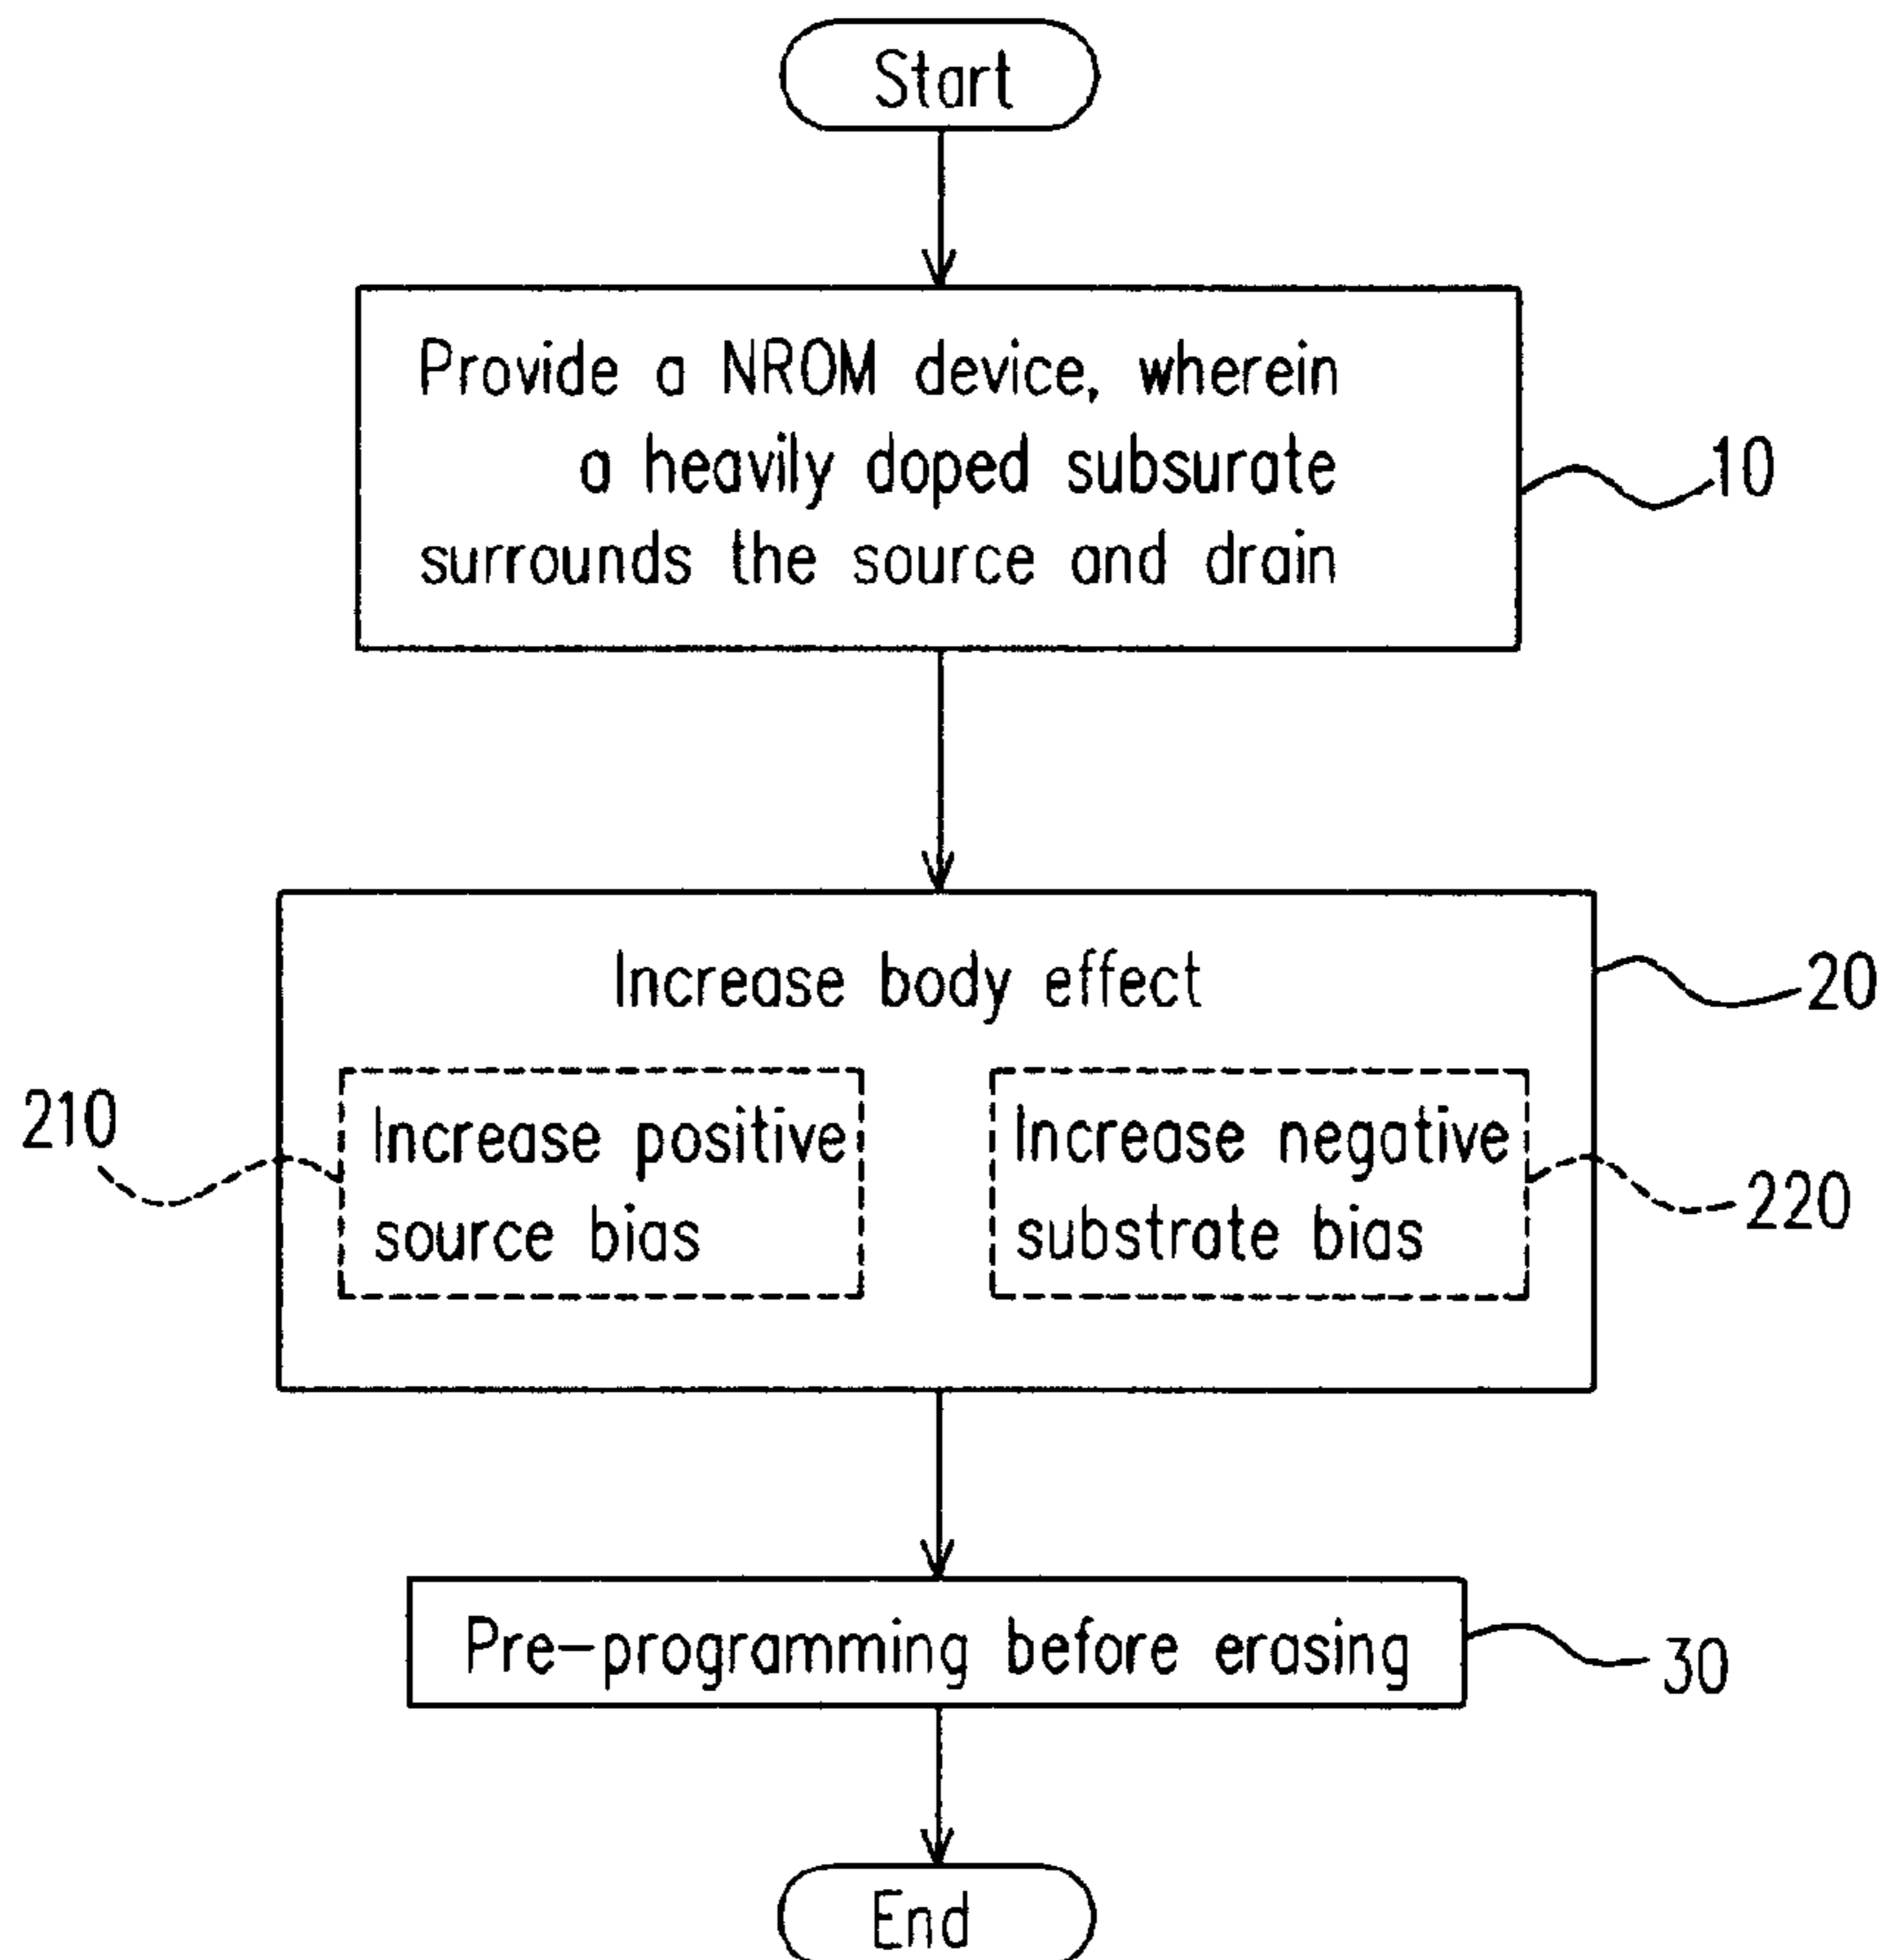 Start
Provide a NROM device, wherein
a heavily doped subsurate
surrounds the source and drain
10
Increase body effect
20
210
Increase positive
source bias
Increase negative
substrate bias
220
Pre-programming before erasing
30
End